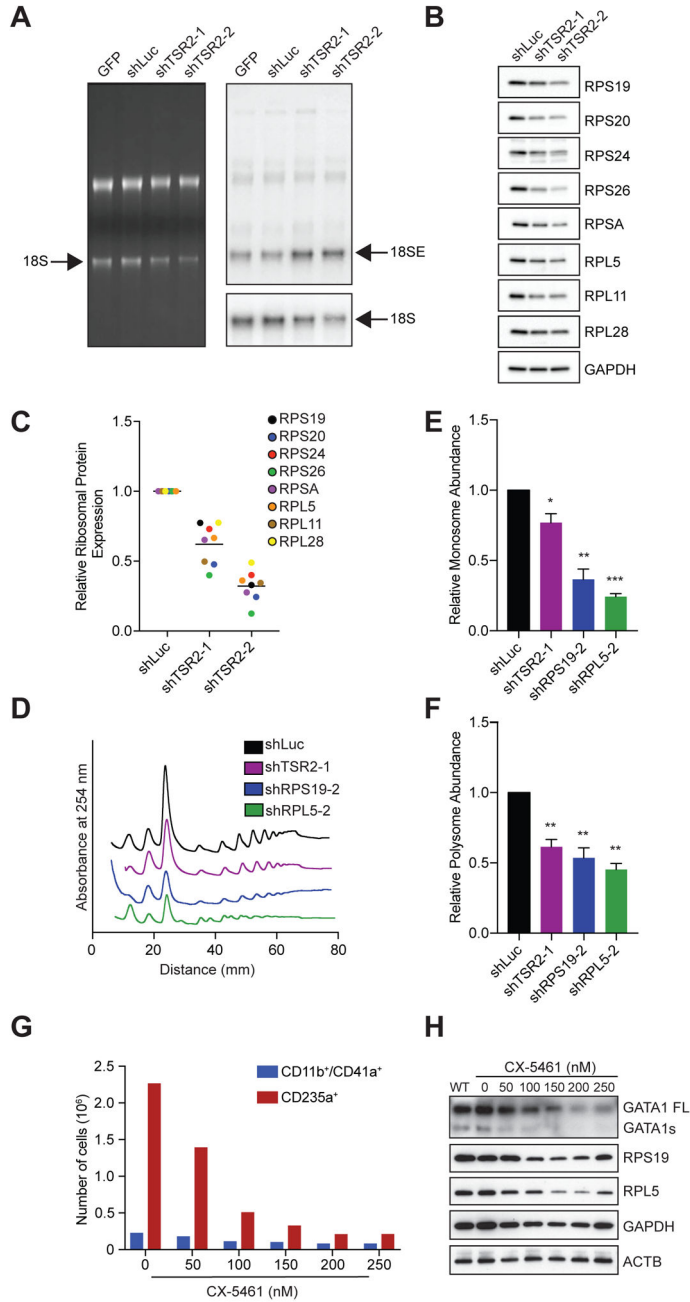 A
GFP
shLuc
shTSR2-1
shTSR2-2
GFP
shLuc
shTSR2-1
shTSR2-2
18S
18SE
18S
B
shLuc
shTSR2-1
shTSR2-2
RPS19
RPS20
RPS24
RPS26
RPSA
RPL5
RPL11
RPL28
GAPDH
C
Relative Ribosomal Protein
Expression
1.5
1.0
0.5
0.0
shLuc
shTSR2-1
shTSR2-2
RPS19
RPS20
RPS24
RPS26
RPSA
RPL5
RPL11
RPL28
E
Relative Monosome Abundance
1.5
1.0
0.5
0.0
*
**
***
shLuc
shTSR2-1
shRPS19-2
shRPL5-2
D
Absorbance at 254 nm
shLuc
shTSR2-1
shRPS19-2
shRPL5-2
0 20 40 60 80
Distance (mm)
F
Relative Polysome Abundance
1.5
1.0
0.5
0.0
**
**
**
shLuc
shTSR2-1
shRPS19-2
shRPL5-2
G
Number of cells (10⁶)
2.5
2.0
1.5
1.0
0.5
0.0
CD11b⁺/CD41a⁺
CD235a⁺
0 50 100 150 200 250
CX-5461 (nM)
H
CX-5461 (nM)
WT 0 50 100 150 200 250
GATA1 FL
GATA1s
RPS19
RPL5
GAPDH
ACTB